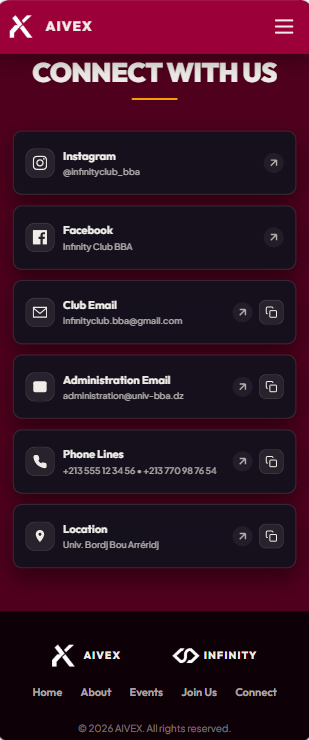 AIVEX
CONNECT WITH US
Instagram
@infinityclub_bba
Facebook
Infinity Club BBA
Club Email
infinityclub.bba@gmail.com
Administration Email
administration@univ-bba.dz
Phone Lines
+213 555 12 34 56 • +213 770 98 76 54
Location
Univ. Bordj Bou Arréridj
AIVEX INFINITY
Home About Events Join Us Connect
© 2026 AIVEX. All rights reserved.